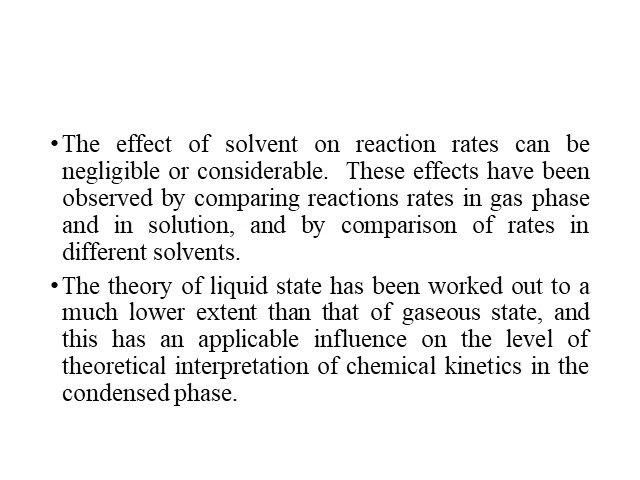 •The effect of solvent on reaction rates can be
negligible or considerable.  These effects have been
observed by comparing reactions rates in gas phase
and in solution, and by comparison of rates in
different solvents.
•The theory of liquid state has been worked out to a
much lower extent than that of gaseous state, and
this has an applicable influence on the level of
theoretical interpretation of chemical kinetics in the
condensed phase.